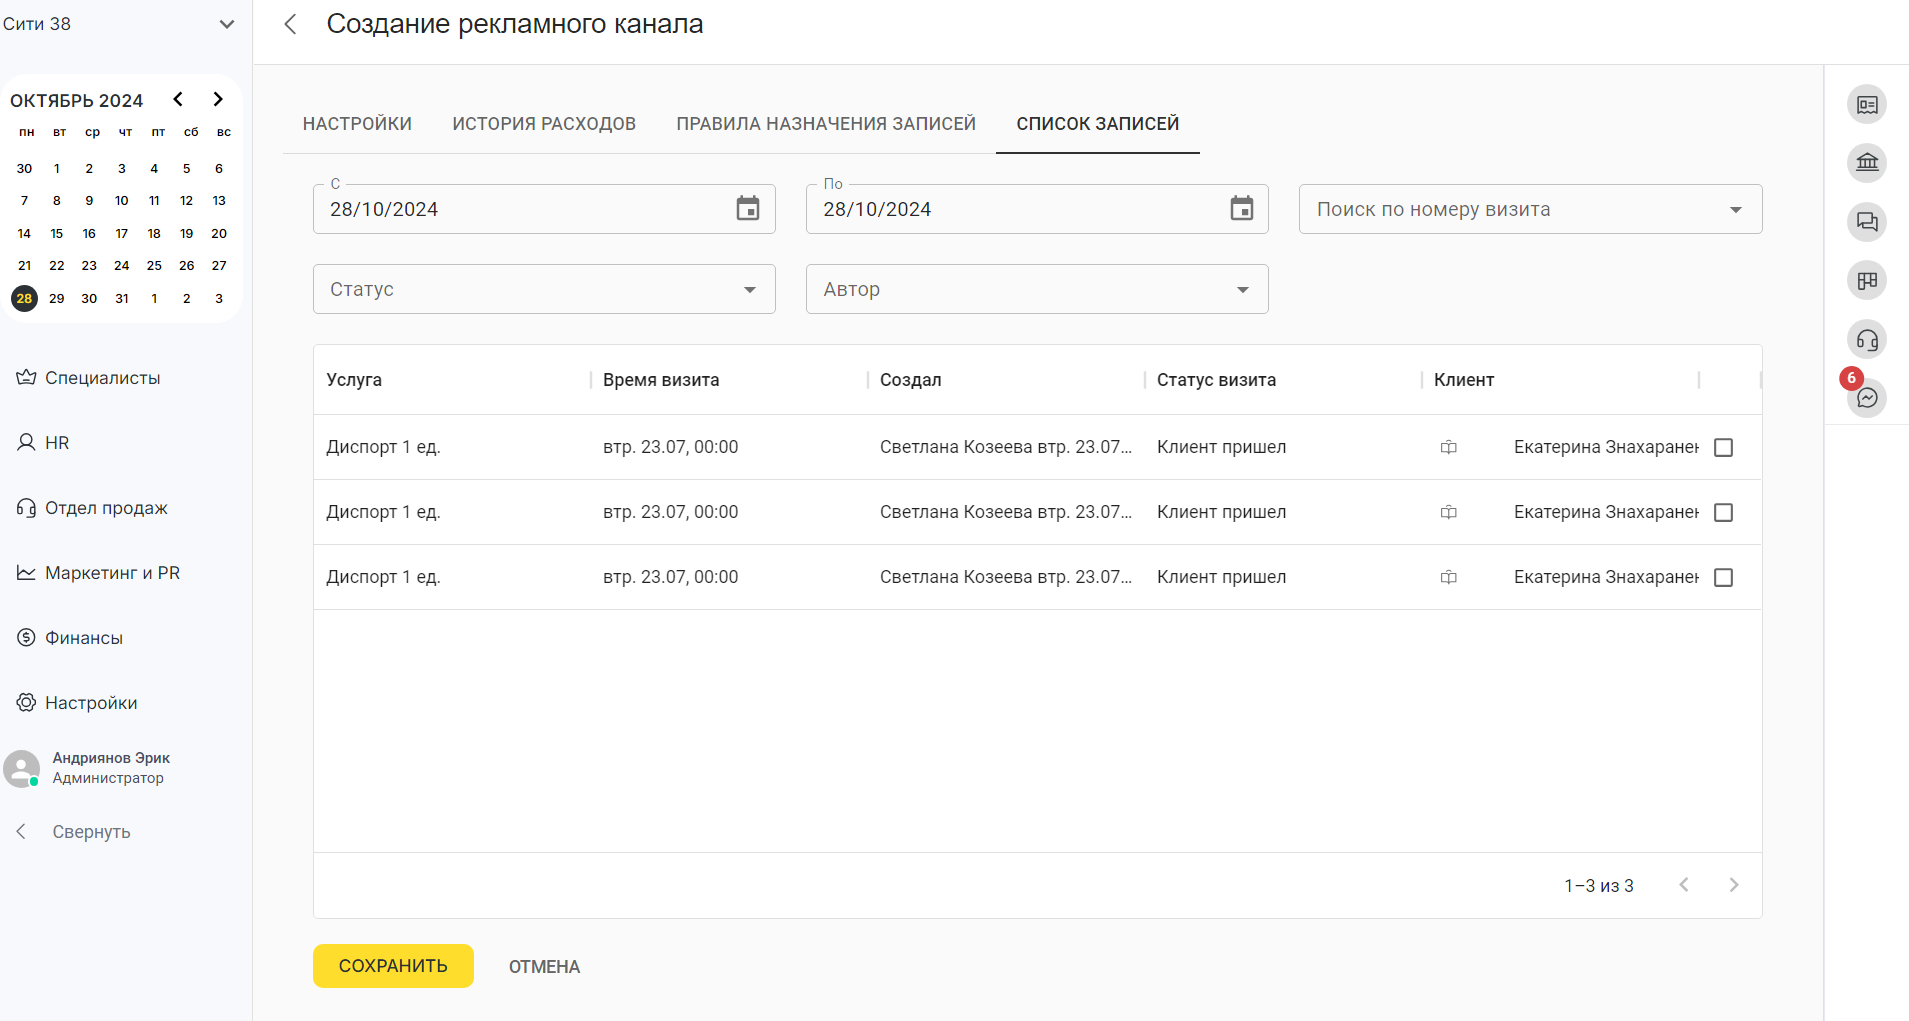 Сити 38
Создание рекламного канала
ОКТЯБРЬ 2024
пн вт ср чт пт сб вс
30 1 2 3 4 5 6
7 8 9 10 11 12 13
14 15 16 17 18 19 20
21 22 23 24 25 26 27
28 29 30 31 1 2 3
Специалисты
HR
Отдел продаж
Маркетинг и PR
Финансы
Настройки
Андриянов Эрик
Администратор
Свернуть
НАСТРОЙКИ ИСТОРИЯ РАСХОДОВ ПРАВИЛА НАЗНАЧЕНИЯ ЗАПИСЕЙ СПИСОК ЗАПИСЕЙ
С
28/10/2024
По
28/10/2024
Поиск по номеру визита
Статус
Автор
Услуга Время визита Создал Статус визита Клиент
Диспорт 1 ед. втр. 23.07, 00:00 Светлана Козеева втр. 23.07... Клиент пришел Екатерина Знахаранен
Диспорт 1 ед. втр. 23.07, 00:00 Светлана Козеева втр. 23.07... Клиент пришел Екатерина Знахаранен
Диспорт 1 ед. втр. 23.07, 00:00 Светлана Козеева втр. 23.07... Клиент пришел Екатерина Знахаранен
1–3 из 3
СОХРАНИТЬ ОТМЕНА
6